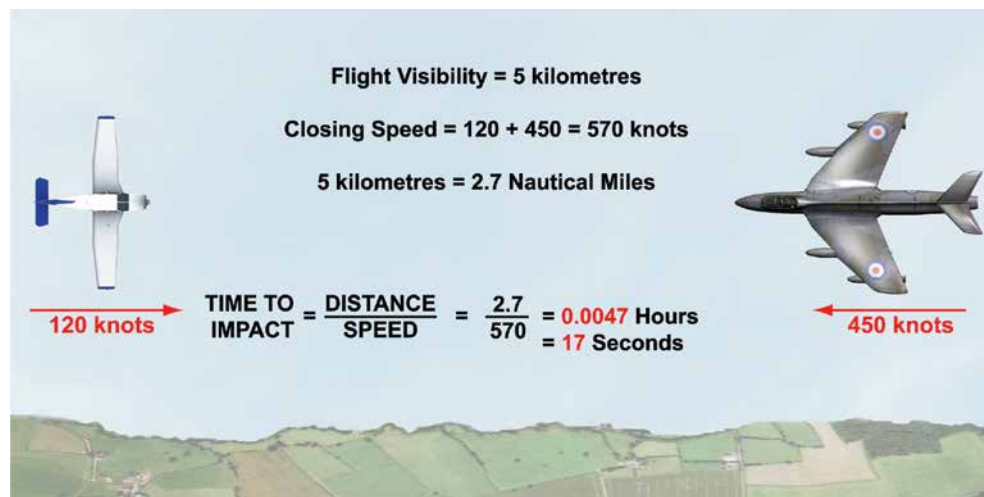 Flight Visibility = 5 kilometres
Closing Speed = 120 + 450 = 570 knots
5 kilometres = 2.7 Nautical Miles
120 knots
TIME TO IMPACT = DISTANCE / SPEED = 2.7 / 570 = 0.0047 Hours
= 17 Seconds
450 knots